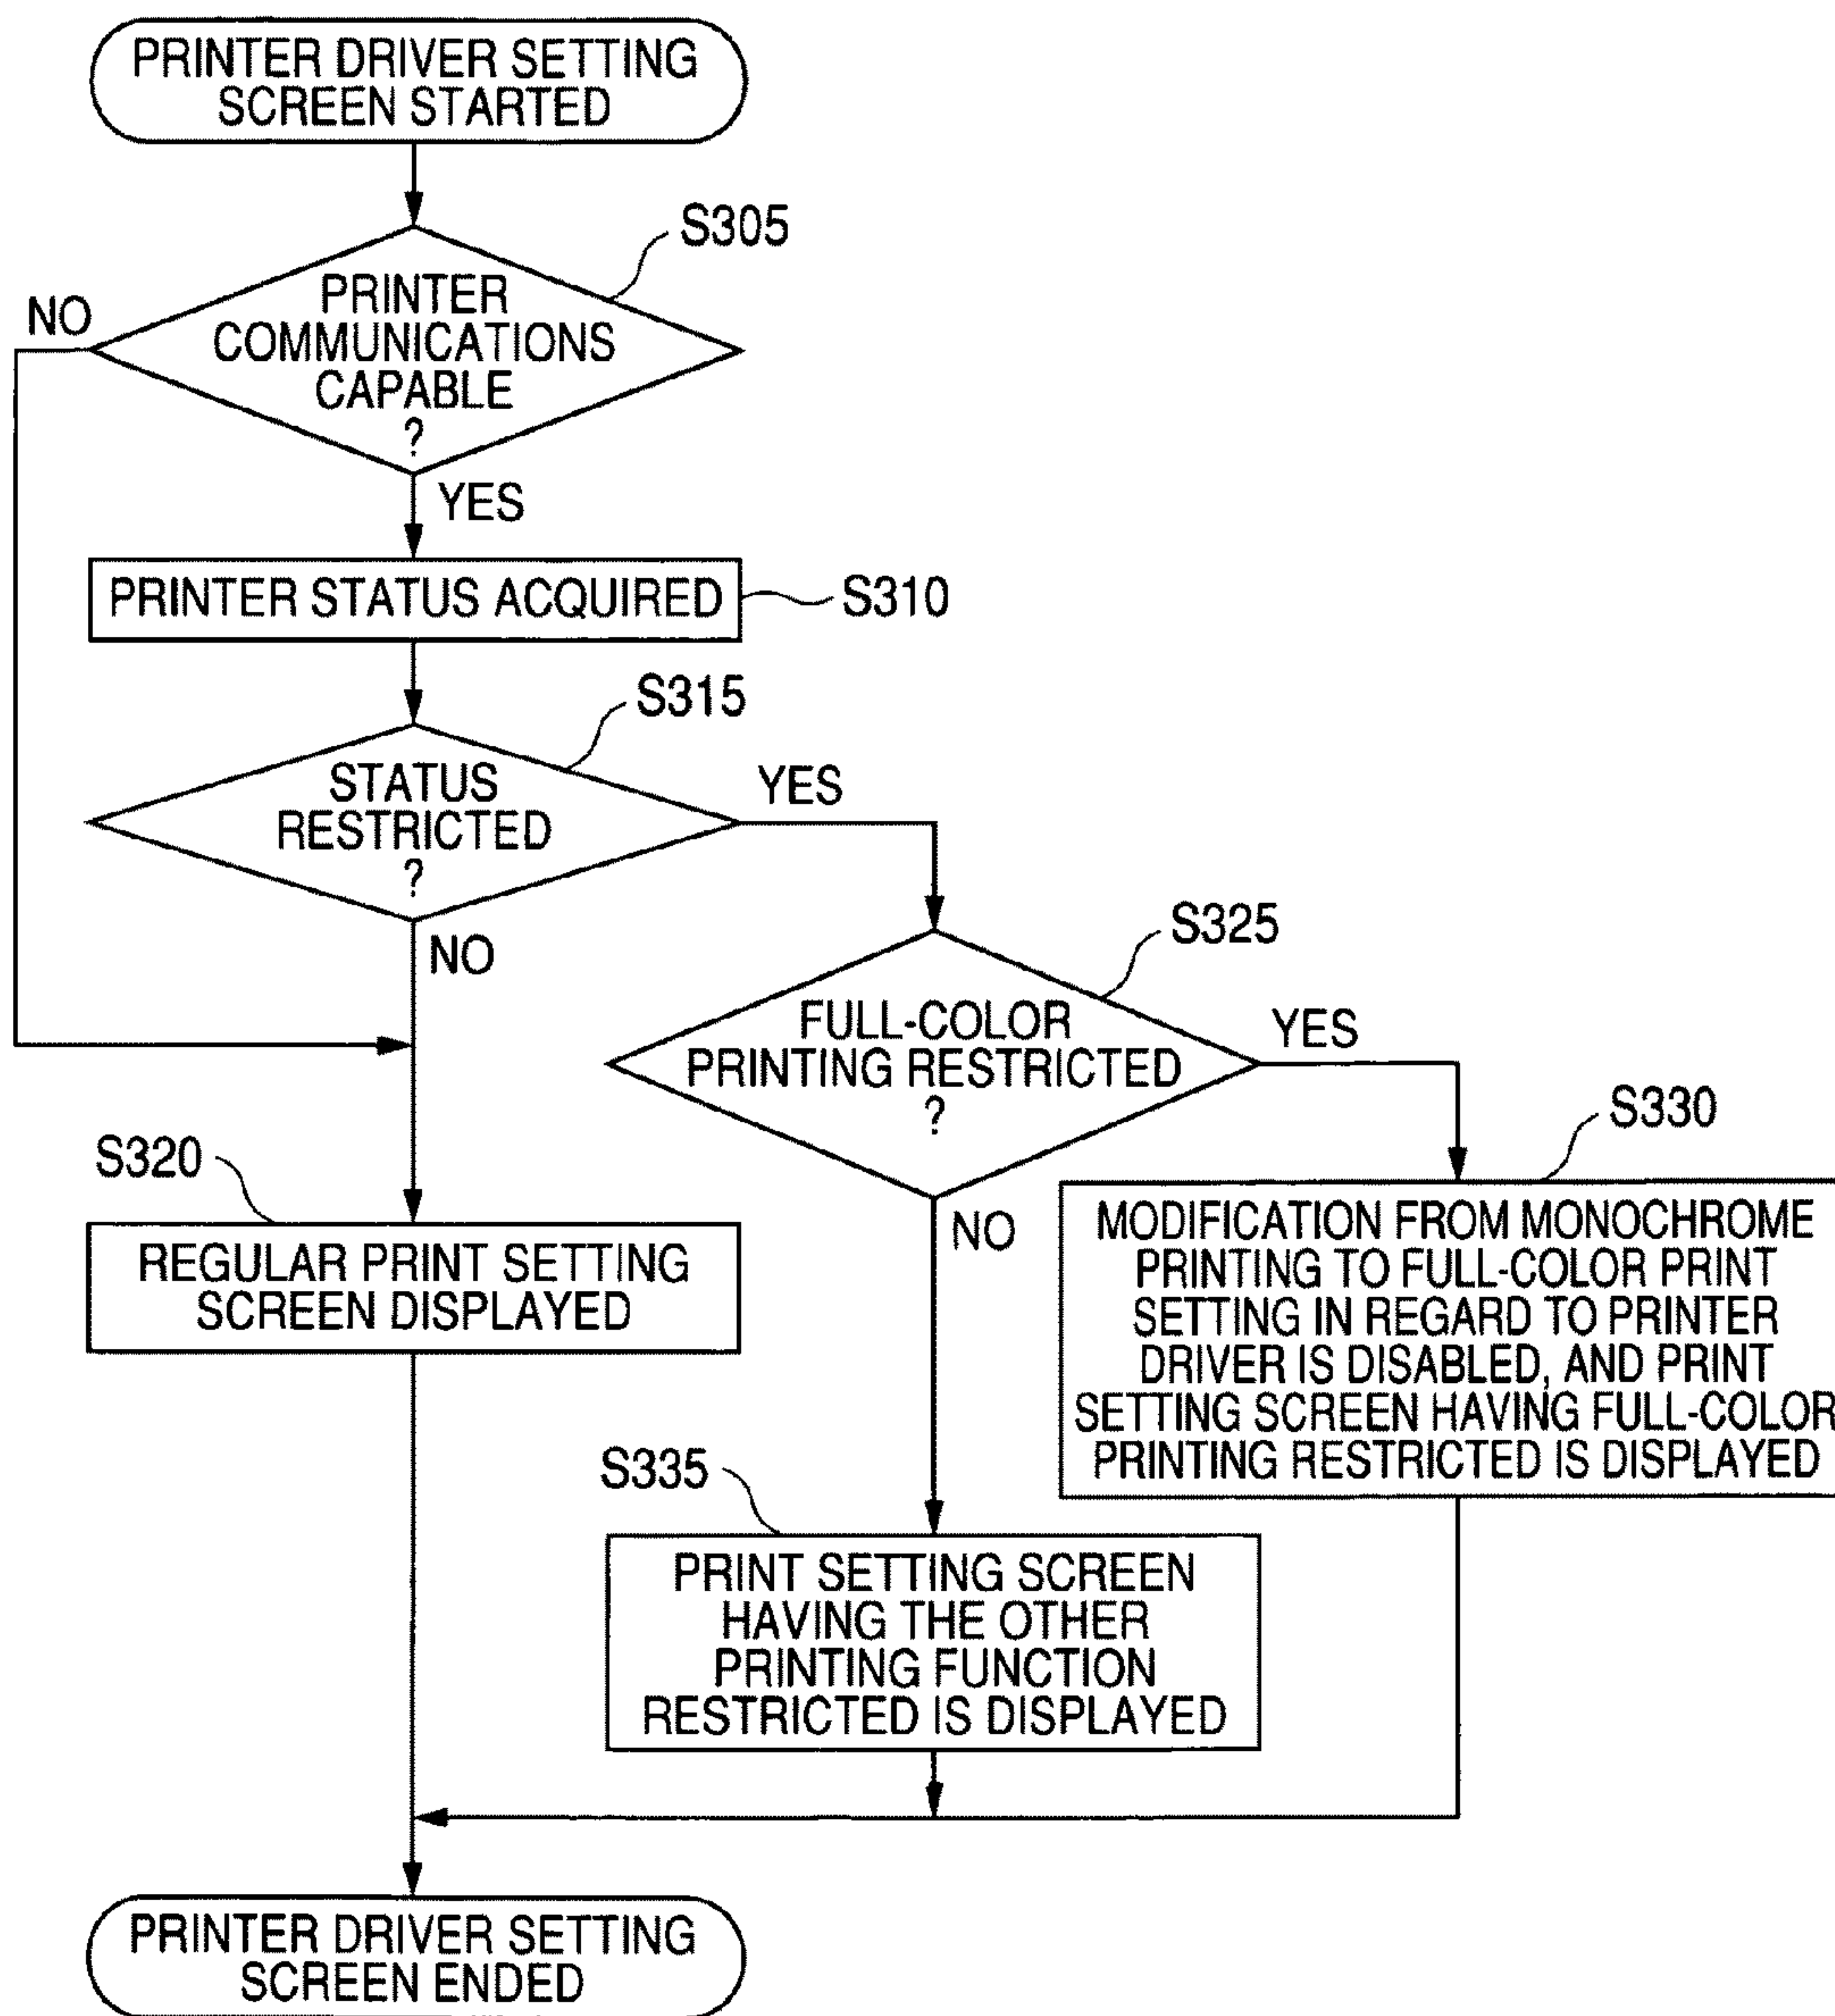 PRINTER DRIVER SETTING
SCREEN STARTED
S305
PRINTER
COMMUNICATIONS
CAPABLE
?
NO
YES
PRINTER STATUS ACQUIRED
S310
S315
STATUS
RESTRICTED
?
YES
NO
S325
FULL-COLOR
PRINTING RESTRICTED
?
YES
NO
S320
REGULAR PRINT SETTING
SCREEN DISPLAYED
S330
MODIFICATION FROM MONOCHROME
PRINTING TO FULL-COLOR PRINT
SETTING IN REGARD TO PRINTER
DRIVER IS DISABLED, AND PRINT
SETTING SCREEN HAVING FULL-COLOR
PRINTING RESTRICTED IS DISPLAYED
S335
PRINT SETTING SCREEN
HAVING THE OTHER
PRINTING FUNCTION
RESTRICTED IS DISPLAYED
PRINTER DRIVER SETTING
SCREEN ENDED